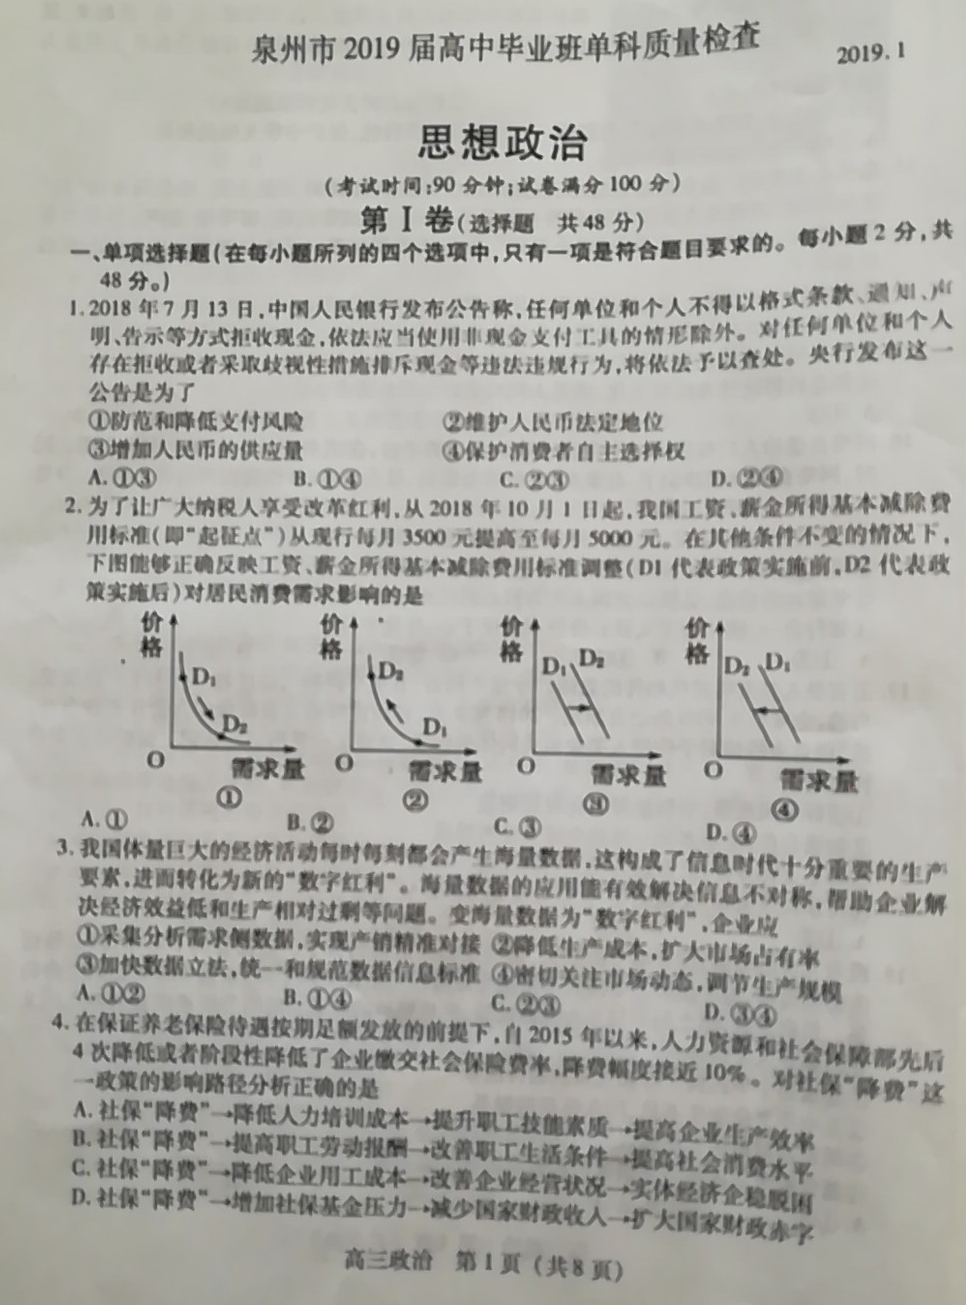 泉州市2019届高中毕业班单科质量检查
2019.1
思想政治
(考试时间:90分钟;试卷满分100分)
第Ⅰ卷(选择题 共48分)
一、单项选择题(在每小题所列的四个选项中,只有一项是符合题目要求的。每小题2分,共
48分。)
1.2018年7月13日,中国人民银行发布公告称,任何单位和个人不得以格式条款、通知、声
明、告示等方式拒收现金,依法应当使用非现金支付工具的情形除外。对任何单位和个人
存在拒收或者采取歧视性措施排斥现金等违法违规行为,将依法予以查处。央行发布这一
公告是为了
①防范和降低支付风险 ②维护人民币法定地位
③增加人民币的供应量 ④保护消费者自主选择权
A.①③ B.①④ C.②③ D.②④
2.为了让广大纳税人享受改革红利,从2018年10月1日起,我国工资、薪金所得基本减除费
用标准(即“起征点”)从现行每月3500元提高至每月5000元。在其他条件不变的情况下,
下图能够正确反映工资、薪金所得基本减除费用标准调整(D1代表政策实施前,D2代表政
策实施后)对居民消费需求影响的是
价格 D₁ D₂ O 需求量 ①
价格 D₂ D₁ O 需求量 ②
价格 D₁ D₂ O 需求量 ③
价格 D₂ D₁ O 需求量 ④
A.① B.② C.③ D.④
3.我国体量巨大的经济活动每时每刻都会产生海量数据,这构成了信息时代十分重要的生产
要素,进而转化为新的“数字红利”。海量数据的应用能有效解决信息不对称,帮助企业解
决经济效益低和生产相对过剩等问题。变海量数据为“数字红利”,企业应
①采集分析需求侧数据,实现产销精准对接 ②降低生产成本,扩大市场占有率
③加快数据立法,统一和规范数据信息标准 ④密切关注市场动态,调节生产规模
A.①② B.①④ C.②③ D.③④
4.在保证养老保险待遇按期足额发放的前提下,自2015年以来,人力资源和社会保障部先后
4次降低或者阶段性降低了企业缴交社会保险费率,降费幅度接近10%。对社保“降费”这
一政策的影响路径分析正确的是
A.社保“降费”→降低人力培训成本→提升职工技能素质→提高企业生产效率
B.社保“降费”→提高职工劳动报酬→改善职工生活条件→提高社会消费水平
C.社保“降费”→降低企业用工成本→改善企业经营状况→实体经济企稳脱困
D.社保“降费”→增加社保基金压力→减少国家财政收入→扩大国家财政赤字
高三政治 第1页(共8页)